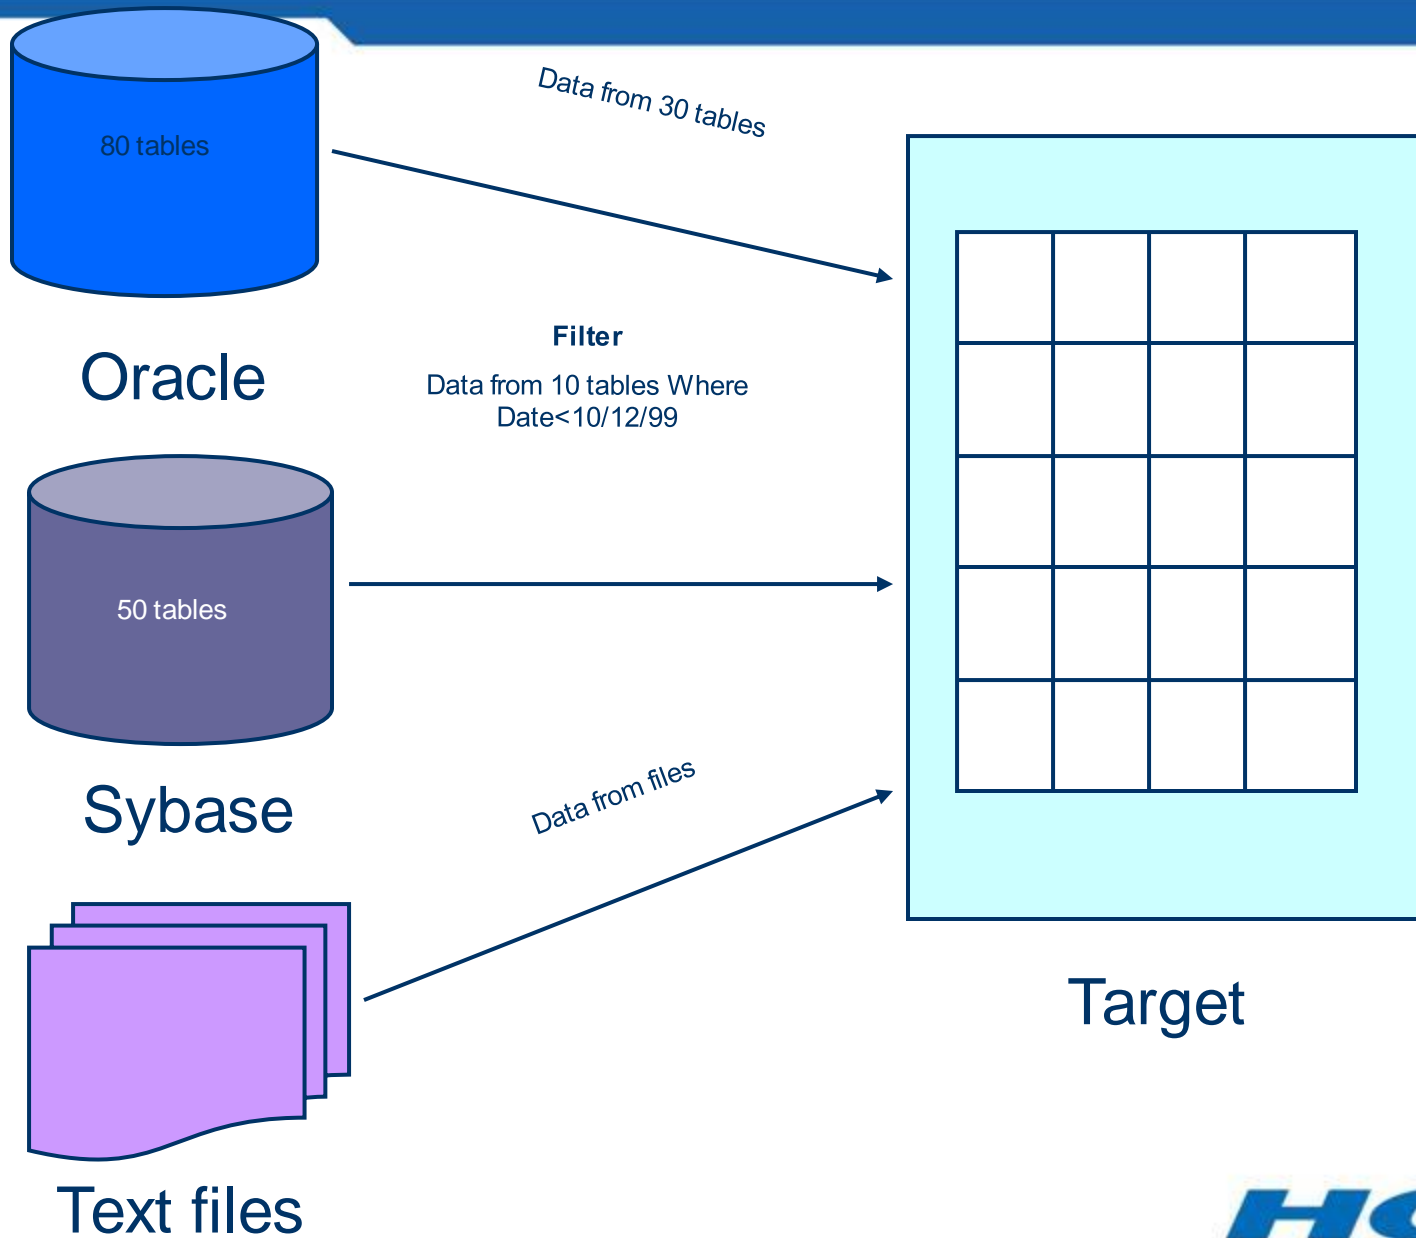 80 tables
Data from 30 tables
Oracle
Filter
Data from 10 tables Where
Date<10/12/99
50 tables
Sybase
Data from files
Target
Text files